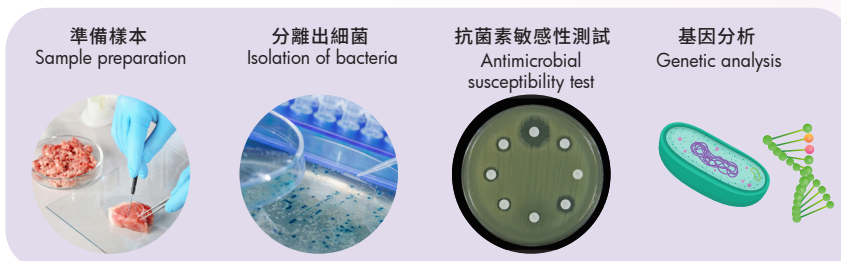 準備樣本
Sample preparation
分離出細菌
Isolation of bacteria
抗菌素敏感性測試
Antimicrobial
susceptibility test
基因分析
Genetic analysis